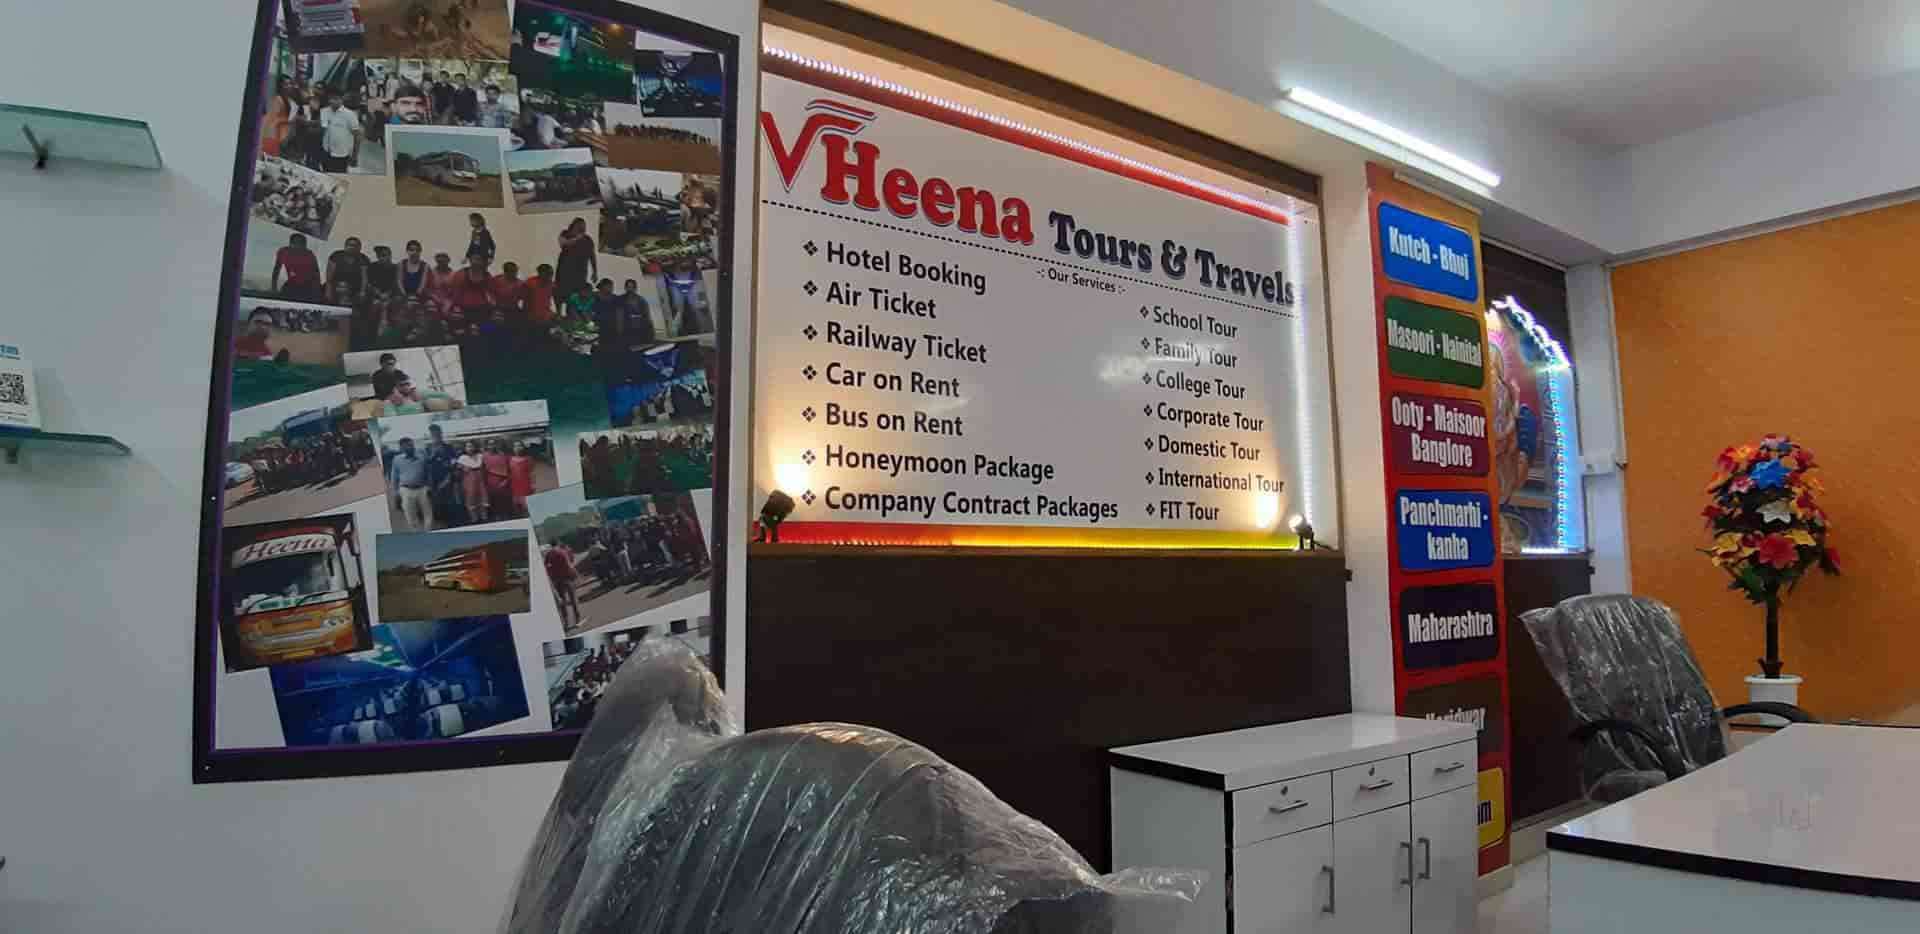 Heena
Tours & Travels
-: Our Services :-
❖ Hotel Booking
❖ Air Ticket
❖ Railway Ticket
❖ Car on Rent
❖ Bus on Rent
❖ Honeymoon Package
❖ Company Contract Packages
❖ School Tour
❖ Family Tour
❖ College Tour
❖ Corporate Tour
❖ Domestic Tour
❖ International Tour
❖ FIT Tour
Kutch - Bhuj
Masoori - Nainital
Ooty - Maisoor
Banglore
Panchmarhi -
kanha
Maharashtra
Heena